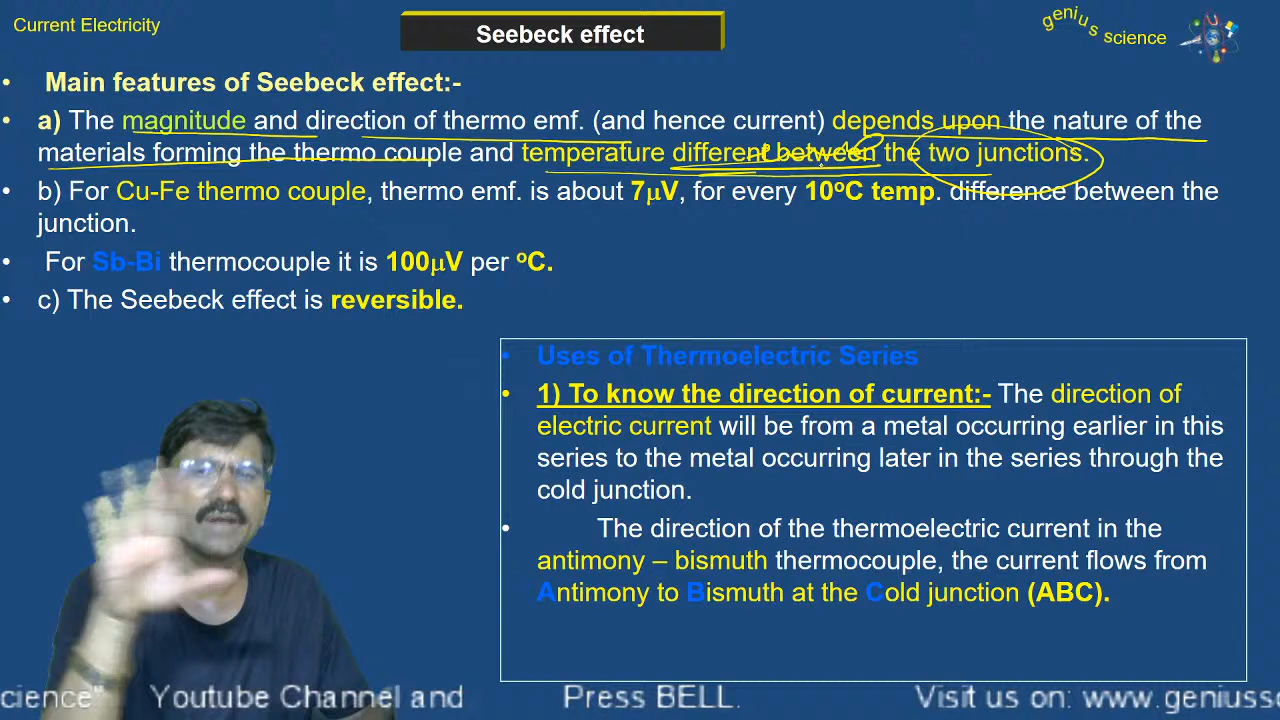 Current Electricity
Seebeck effect
genius science
• Main features of Seebeck effect:-
• a) The magnitude and direction of thermo emf. (and hence current) depends upon the nature of the
materials forming the thermo couple and temperature different between the two junctions.
• b) For Cu-Fe thermo couple, thermo emf. is about 7μV, for every 10°C temp. difference between the
junction.
• For Sb-Bi thermocouple it is 100μV per °C.
• c) The Seebeck effect is reversible.
• Uses of Thermoelectric Series
• 1) To know the direction of current:- The direction of
electric current will be from a metal occurring earlier in this
series to the metal occurring later in the series through the
cold junction.
• The direction of the thermoelectric current in the
antimony – bismuth thermocouple, the current flows from
Antimony to Bismuth at the Cold junction (ABC).
cience" Youtube Channel and Press BELL. Visit us on: www.geniuss